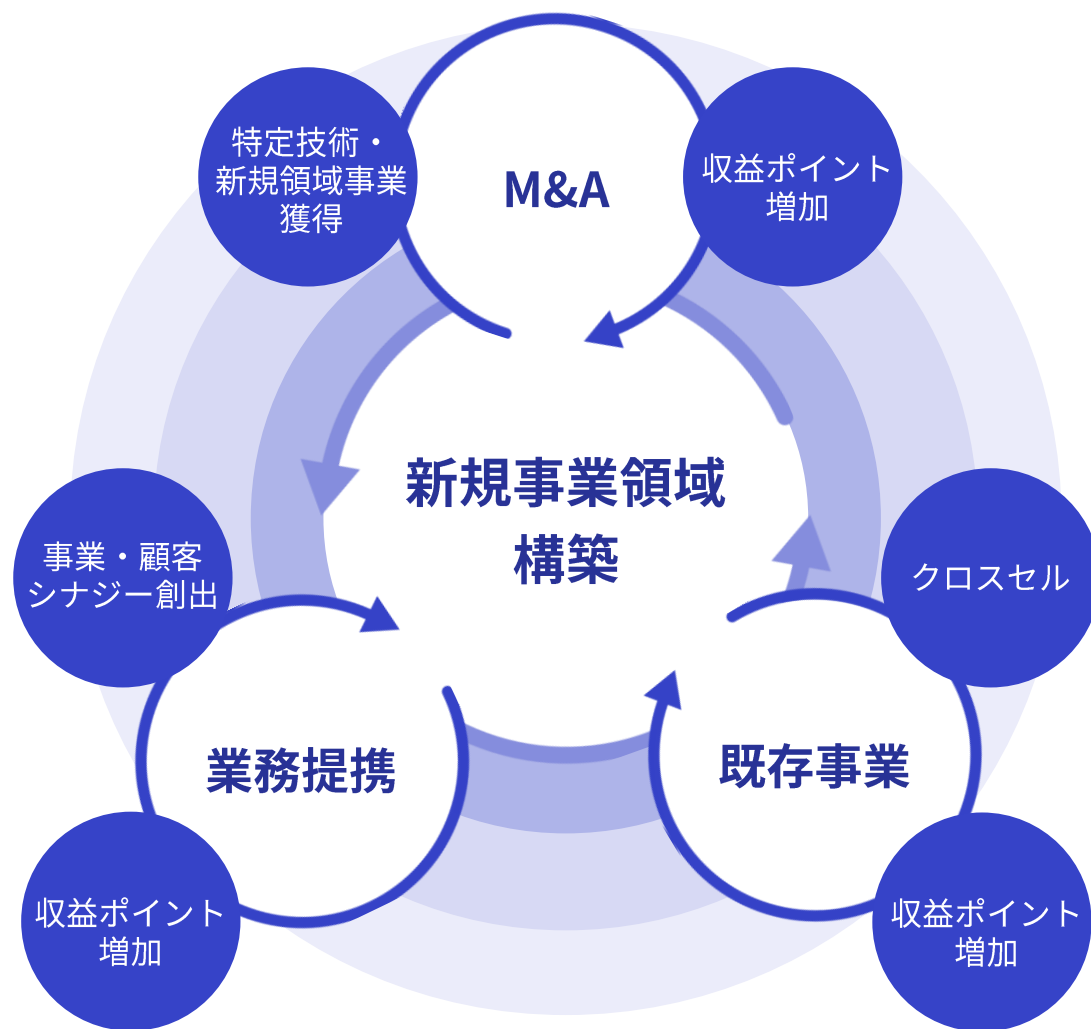 特定技術・
新規領域事業
獲得
M&A
収益ポイント
増加
新規事業領域
構築
事業・顧客
シナジー創出
クロスセル
業務提携
既存事業
収益ポイント
増加
収益ポイント
増加